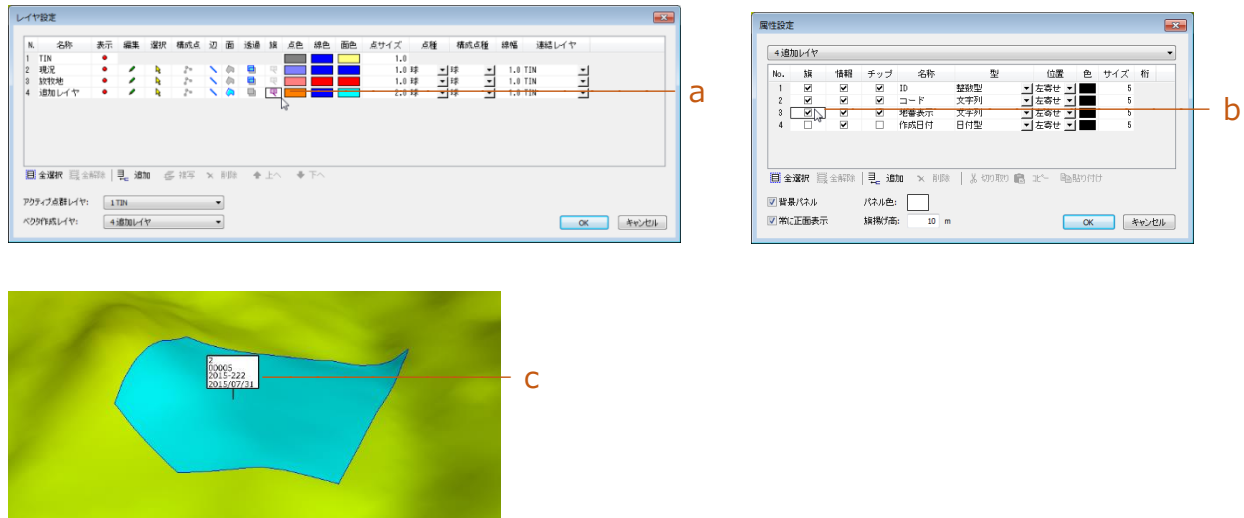 レイヤ設定
N. 名称 表示 編集 選択 構成点 辺 面 透過 旗 点色 線色 面色 点サイズ 点種 構成点種 線幅 連結レイヤ
1 TIN 1.0
2 現況 1.0 球 球 1.0 TIN
3 放牧地 1.0 球 球 1.0 TIN
4 追加レイヤ 2.0 球 球 1.0 TIN
全選択 全解除 追加 複写 削除 上へ 下へ
アクティブ点群レイヤ: 1 TIN
ベクタ作成レイヤ: 4 追加レイヤ
OK キャンセル
a
属性設定
4 追加レイヤ
No. 旗 情報 チップ 名称 型 位置 色 サイズ 桁
1 ID 整数型 左寄せ 5
2 コード 文字列 左寄せ 5
3 地番表示 文字列 左寄せ 5
4 作成日付 日付型 左寄せ 5
全選択 全解除 追加 削除 切り取り コピー 貼り付け
背景パネル パネル色:
常に正面表示 旗揚げ高: 10 m
OK キャンセル
b
2
00005
2015-222
2015/07/31
c